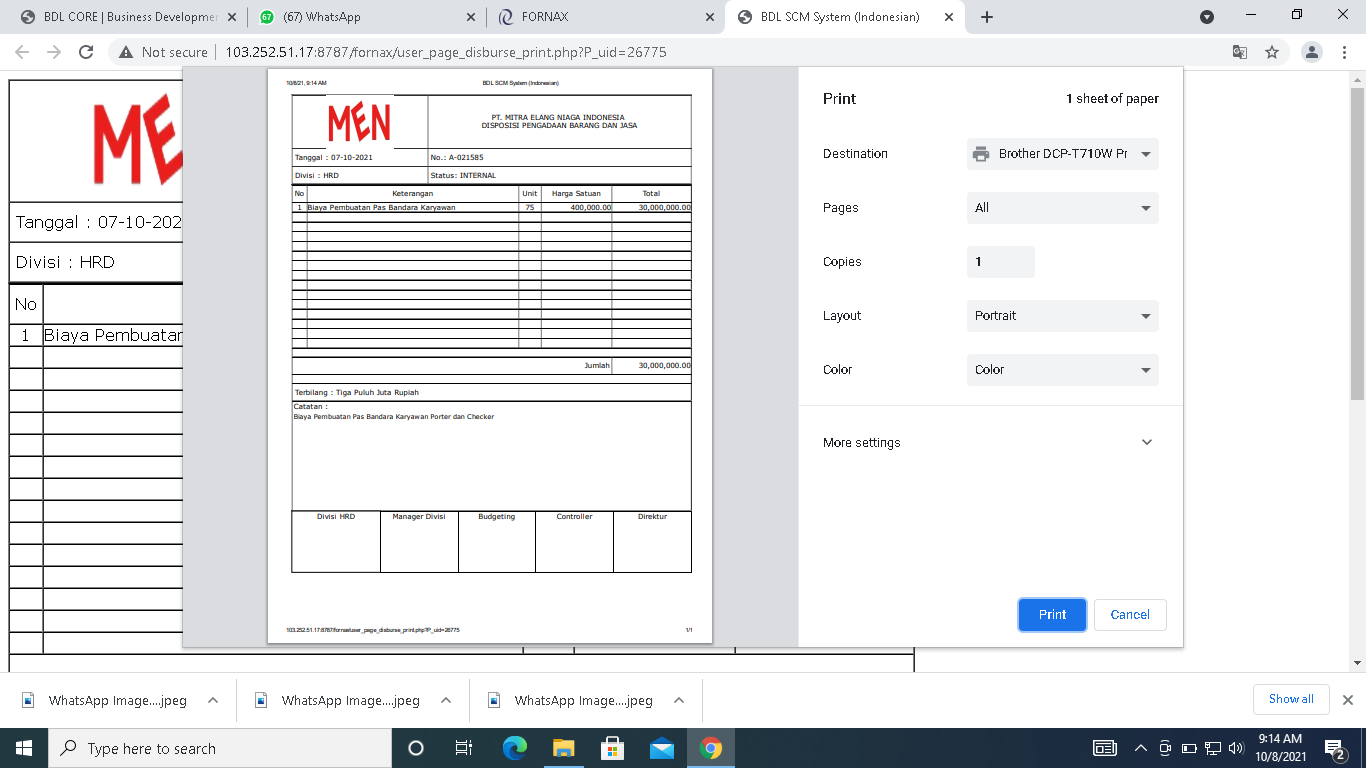 BDL CORE | Business Developmen
(67) WhatsApp
FORNAX
BDL SCM System (Indonesian)
Not secure
103.252.51.17:8787/fornax/user_page_disburse_print.php?P_uid=26775
ME
Tanggal : 07-10-202
Divisi : HRD
No
1 Biaya Pembuatan
10/8/21, 9:14 AM
BDL SCM System (Indonesian)
MEN
PT. MITRA ELANG NIAGA INDONESIA
DISPOSISI PENGADAAN BARANG DAN JASA
Tanggal : 07-10-2021 No.: A-021585
Divisi : HRD Status: INTERNAL
No Keterangan Unit Harga Satuan Total
1 Biaya Pembuatan Pas Bandara Karyawan 75 400,000.00 30,000,000.00
Jumlah 30,000,000.00
Terbilang : Tiga Puluh Juta Rupiah
Catatan :
Biaya Pembuatan Pas Bandara Karyawan Porter dan Checker
Divisi HRD Manager Divisi Budgeting Controller Direktur
103.252.51.17:8787/fornax/user_page_disburse_print.php?P_uid=26775 1/1
Print 1 sheet of paper
Destination Brother DCP-T710W Pr
Pages All
Copies 1
Layout Portrait
Color Color
More settings
Print Cancel
WhatsApp Image....jpeg
WhatsApp Image....jpeg
WhatsApp Image....jpeg
Show all
Type here to search
9:14 AM
10/8/2021
2